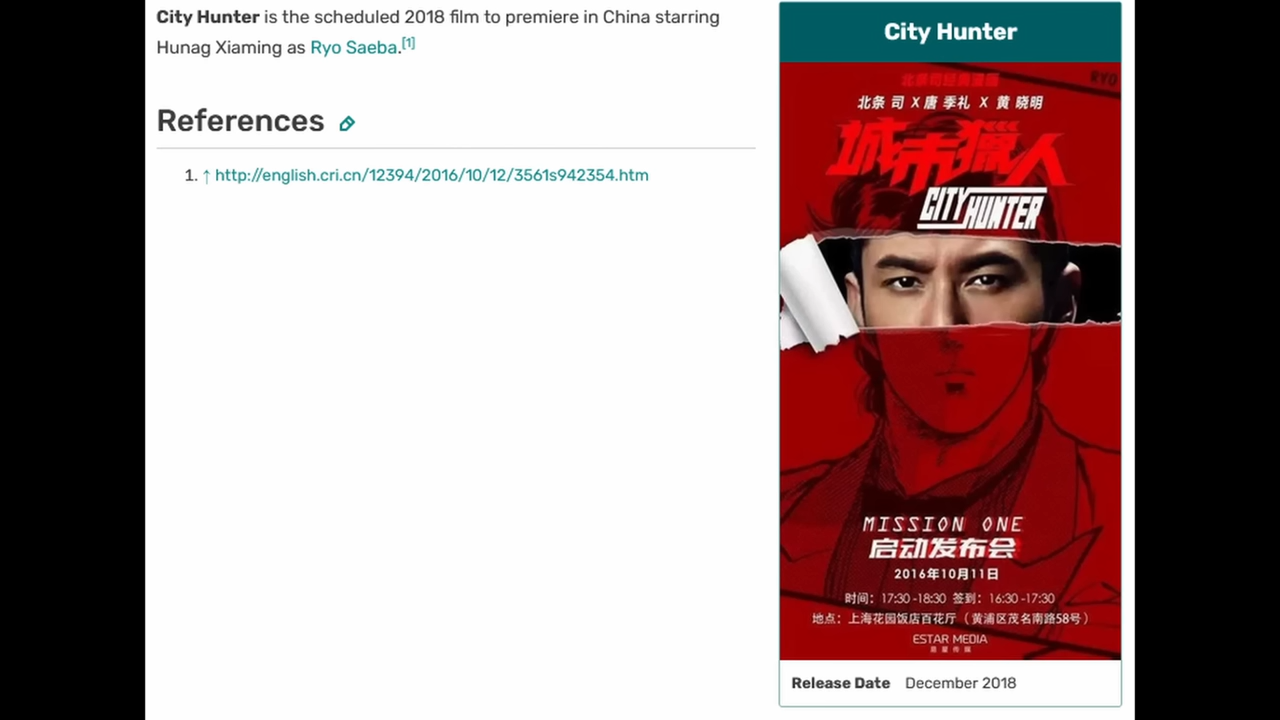 City Hunter is the scheduled 2018 film to premiere in China starring
Hunag Xiaming as Ryo Saeba.[1]
References
1. ↑ http://english.cri.cn/12394/2016/10/12/3561s942354.htm
City Hunter
RYO
北条 司 X 唐 季礼 X 黄 晓明
城市猎人
CITY HUNTER
MISSION ONE
启动发布会
2016年10月11日
时间：17:30-18:30 签到：16:30-17:30
地点：上海花园饭店百花厅（黄浦区茂名南路58号）
ESTAR MEDIA
Release Date December 2018